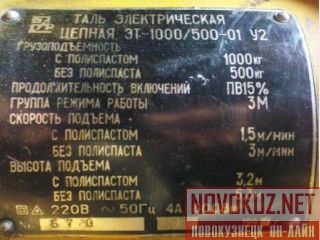 ТАЛЬ ЭЛЕКТРИЧЕСКАЯ
ЦЕПНАЯ ЭТ-1000/500-01 У2
ГРУЗОПОДЪЕМНОСТЬ
С ПОЛИСПАСТОМ 1000кг
БЕЗ ПОЛИСПАСТА 500кг
ПРОДОЛЖИТЕЛЬНОСТЬ ВКЛЮЧЕНИЙ ПВ15%
ГРУППА РЕЖИМА РАБОТЫ 3М
СКОРОСТЬ ПОДЪЕМА
С ПОЛИСПАСТОМ 1,5м/мин
БЕЗ ПОЛИСПАСТА 3м/мин
ВЫСОТА ПОДЪЕМА
С ПОЛИСПАСТОМ 3,2м
БЕЗ ПОЛИСПАСТА
220В ~ 50Гц 4А
№
NOVOKUZ.NET
НОВОКУЗНЕЦК ОН-ЛАЙН